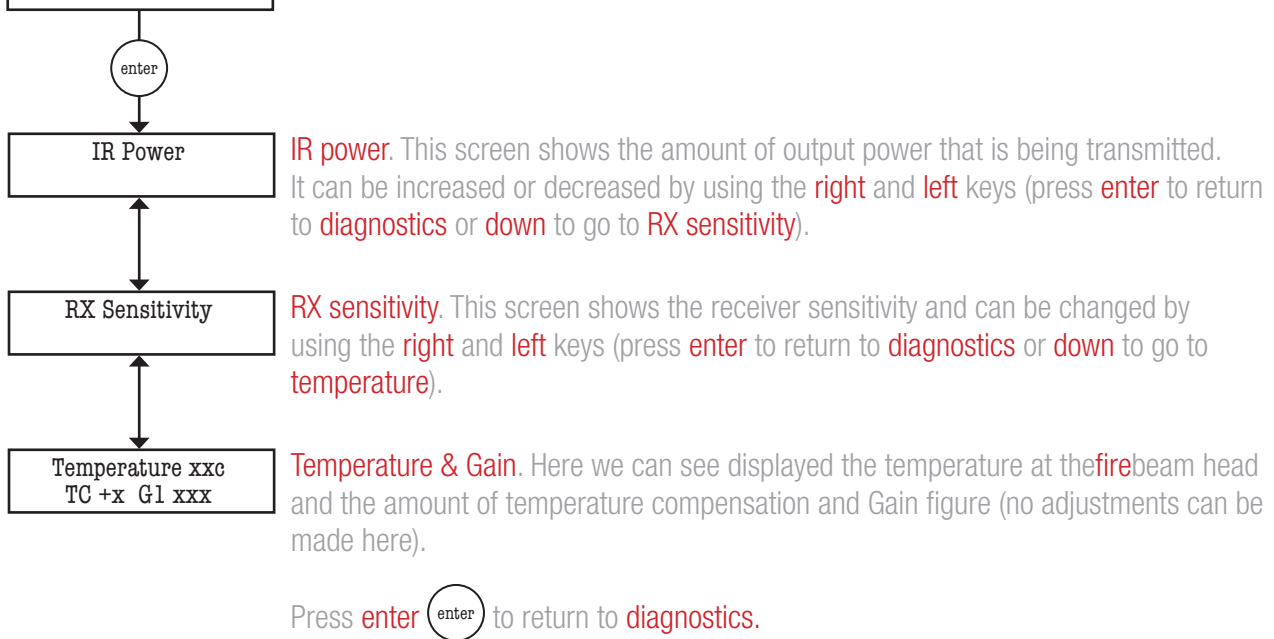 enter
IR Power
IR power. This screen shows the amount of output power that is being transmitted.
It can be increased or decreased by using the right and left keys (press enter to return
to diagnostics or down to go to RX sensitivity).
RX Sensitivity
RX sensitivity. This screen shows the receiver sensitivity and can be changed by
using the right and left keys (press enter to return to diagnostics or down to go to
temperature).
Temperature xxc
TC +x G1 xxx
Temperature & Gain. Here we can see displayed the temperature at thefirebeam head
and the amount of temperature compensation and Gain figure (no adjustments can be
made here).
Press enter enter to return to diagnostics.